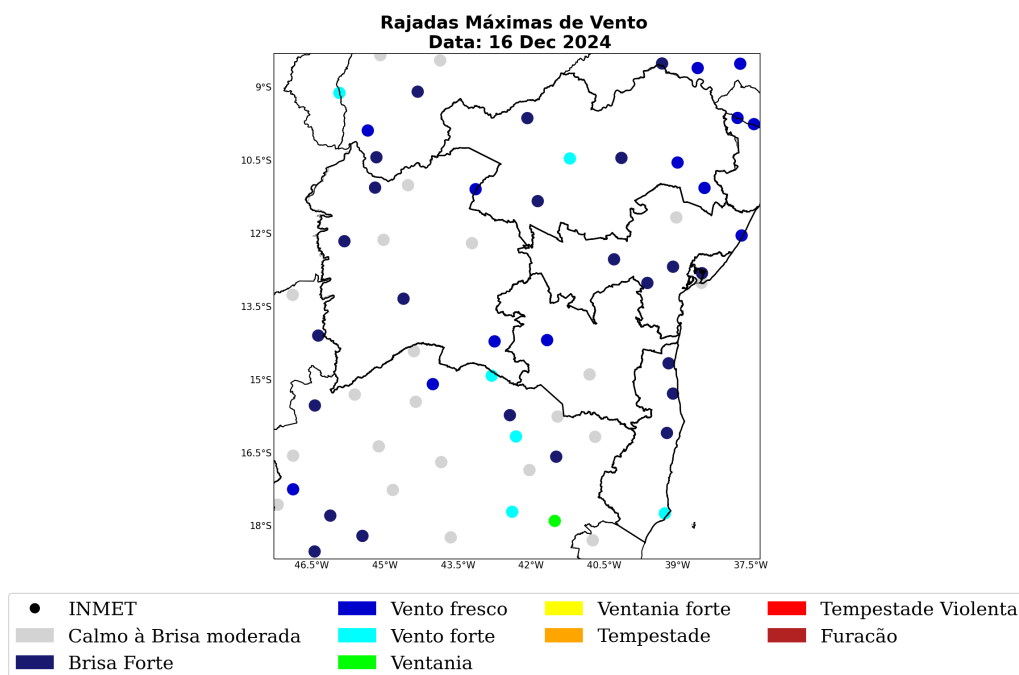 Rajadas Máximas de Vento
Data: 16 Dec 2024
9°S
10.5°S
12°S
13.5°S
15°S
16.5°S
18°S
46.5°W 45°W 43.5°W 42°W 40.5°W 39°W 37.5°W
INMET
Calmo à Brisa moderada
Brisa Forte
Vento fresco
Vento forte
Ventania
Ventania forte
Tempestade
Tempestade Violenta
Furacão